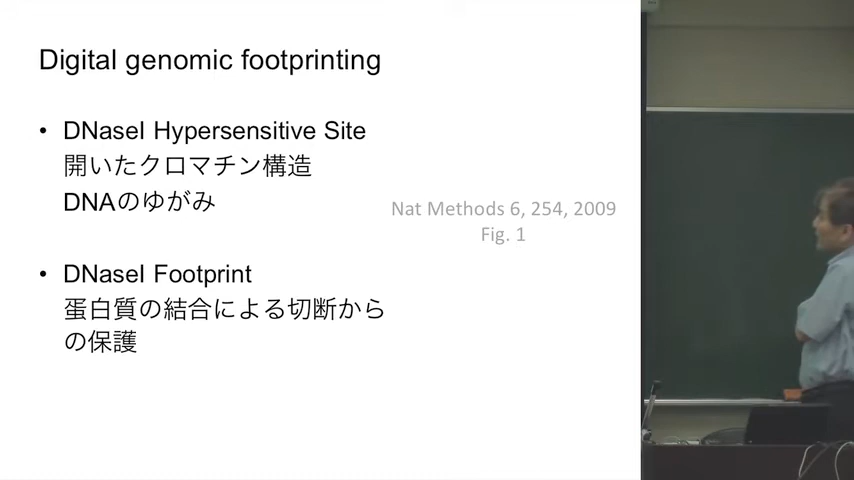 Digital genomic footprinting
• DNaseI Hypersensitive Site
開いたクロマチン構造
DNAのゆがみ
Nat Methods 6, 254, 2009
Fig. 1
• DNaseI Footprint
蛋白質の結合による切断から
の保護